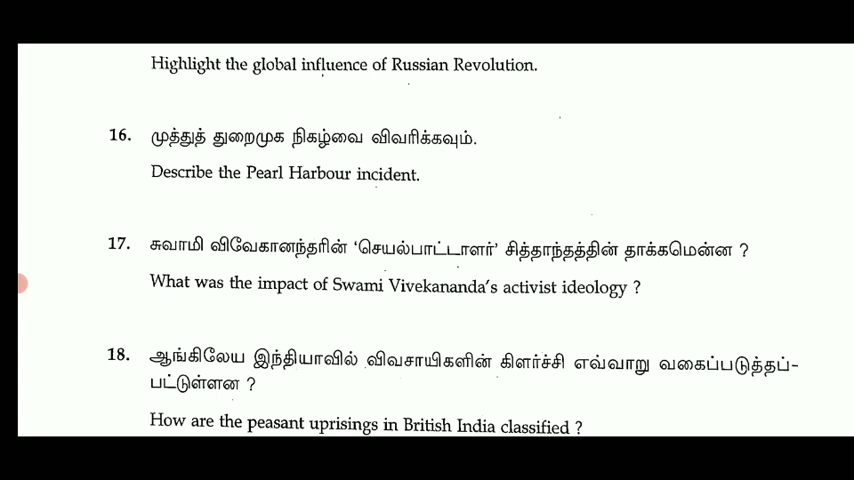 Highlight the global influence of Russian Revolution.
16. முத்துத் துறைமுக நிகழ்வை விவரிக்கவும்.
Describe the Pearl Harbour incident.
17. சுவாமி விவேகானந்தரின் ‘செயல்பாட்டாளர்’ சித்தாந்தத்தின் தாக்கமென்ன ?
What was the impact of Swami Vivekananda’s activist ideology ?
18. ஆங்கிலேய இந்தியாவில் விவசாயிகளின் கிளர்ச்சி எவ்வாறு வகைப்படுத்தப்-
பட்டுள்ளன ?
How are the peasant uprisings in British India classified ?